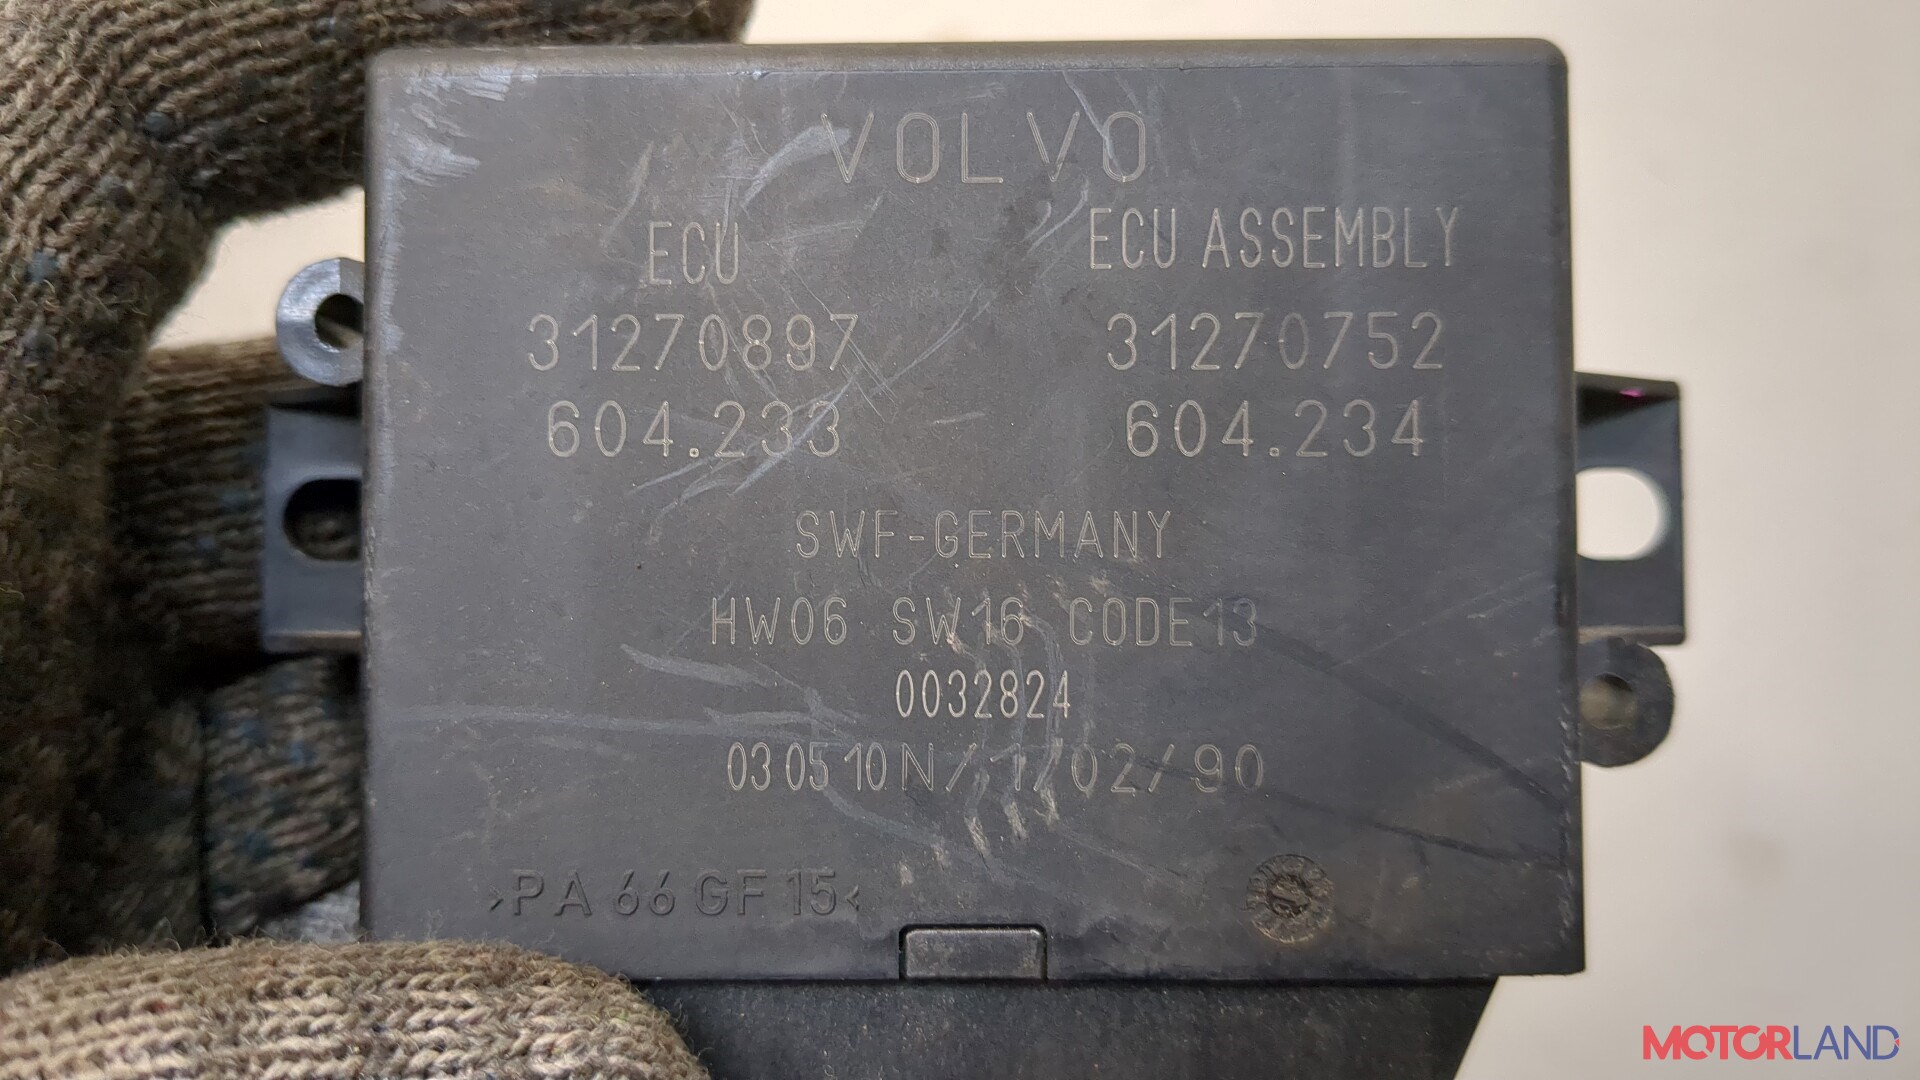 VOLVO
ECU
ECU ASSEMBLY
31270897
31270752
604.233
604.234
SWF-GERMANY
HW06 SW16 CODE13
0032824
03 05 10 N/1/02/90
>PA 66 GF 15<
MOTORLAND